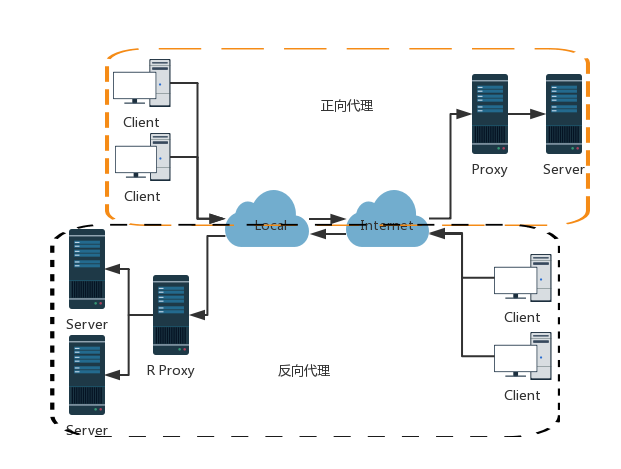 正向代理
Client
Client
Proxy
Server
Local
Internet
Server
R Proxy
Server
反向代理
Client
Client